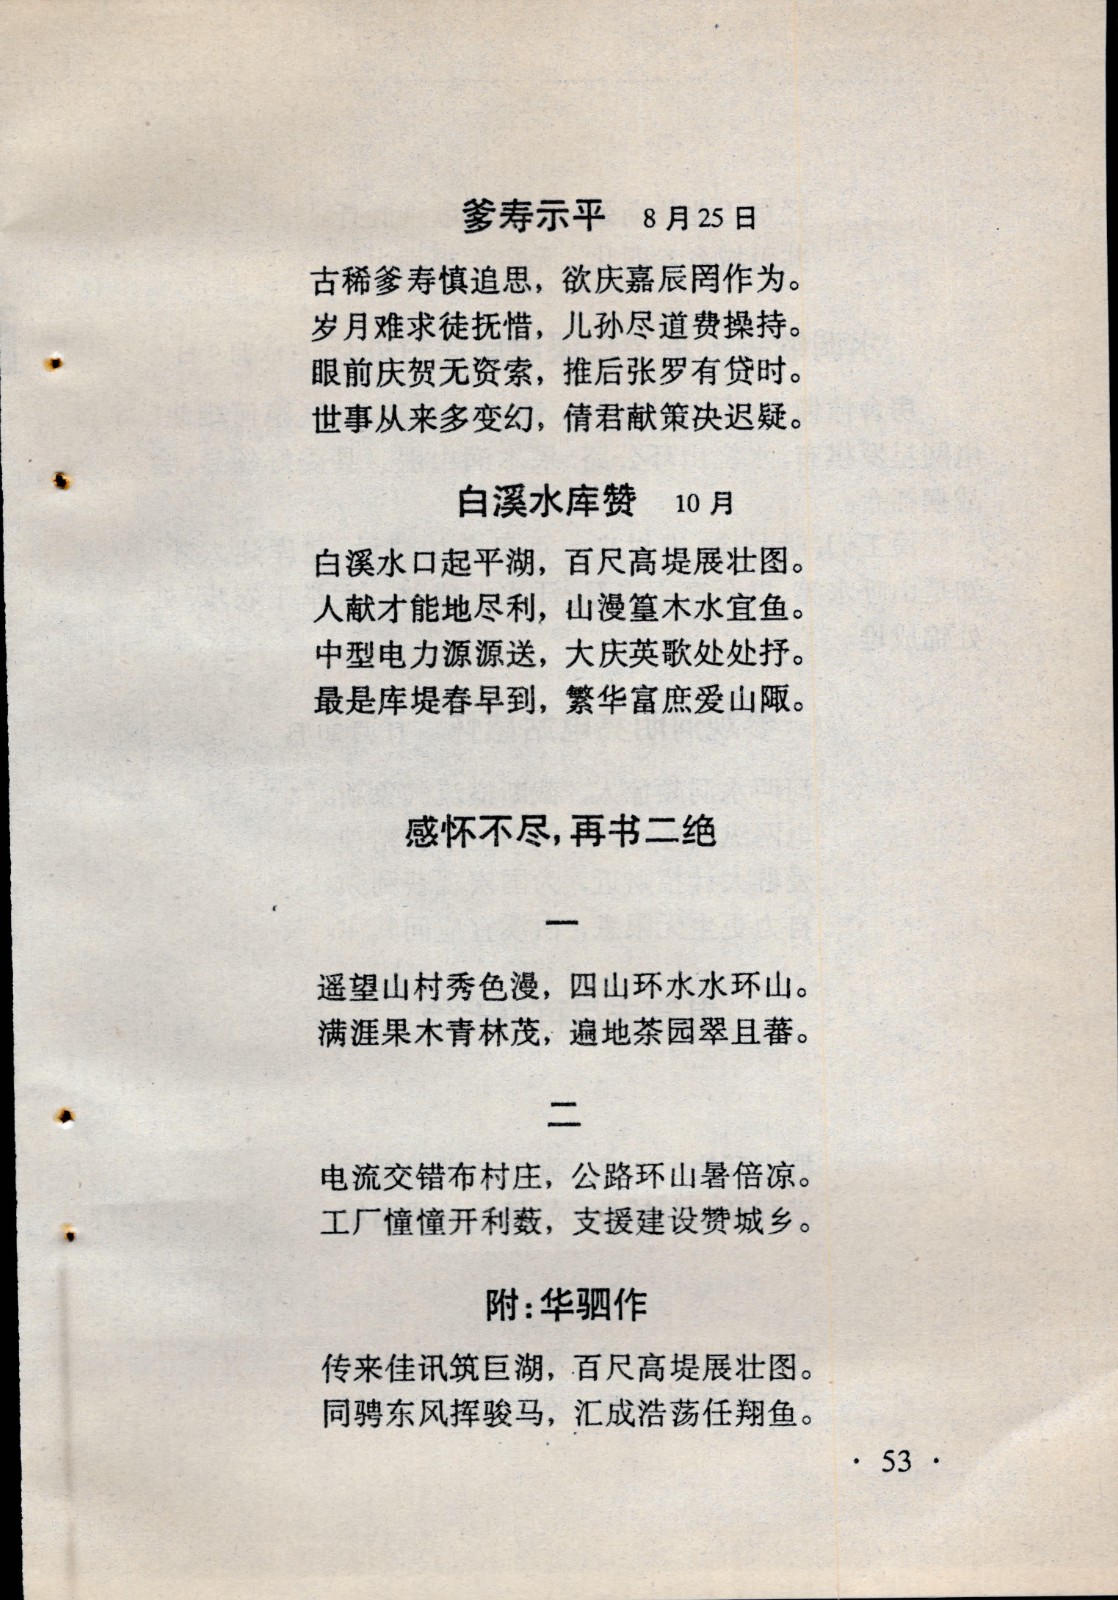 爹寿示平　8月25日
古稀爹寿慎追思，欲庆嘉辰罔作为。
岁月难求徒抚惜，儿孙尽道费操持。
眼前庆贺无资索，推后张罗有贷时。
世事从来多变幻，倩君献策决迟疑。
白溪水库赞　10月
白溪水口起平湖，百尺高堤展壮图。
人献才能地尽利，山漫篁木水宜鱼。
中型电力源源送，大庆英歌处处抒。
最是库堤春早到，繁华富庶爱山陬。
感怀不尽，再书二绝
一
遥望山村秀色漫，四山环水水环山。
满涯果木青林茂，遍地茶园翠且蕃。
二
电流交错布村庄，公路环山暑倍凉。
工厂憧憧开利薮，支援建设赞城乡。
附：华驷作
传来佳讯筑巨湖，百尺高堤展壮图。
同骋东风挥骏马，汇成浩荡任翔鱼。
· 53 ·